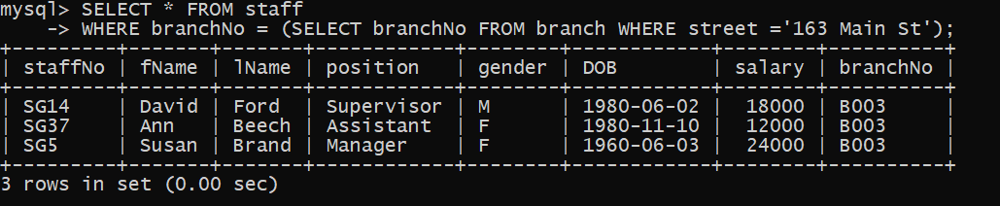 mysql> SELECT * FROM staff
    -> WHERE branchNo = (SELECT branchNo FROM branch WHERE street ='163 Main St');
+---------+-------+-------+------------+--------+------------+--------+----------+
| staffNo | fName | lName | position   | gender | DOB        | salary | branchNo |
+---------+-------+-------+------------+--------+------------+--------+----------+
| SG14    | David | Ford  | Supervisor | M      | 1980-06-02 |  18000 | B003     |
| SG37    | Ann   | Beech | Assistant  | F      | 1980-11-10 |  12000 | B003     |
| SG5     | Susan | Brand | Manager    | F      | 1960-06-03 |  24000 | B003     |
+---------+-------+-------+------------+--------+------------+--------+----------+
3 rows in set (0.00 sec)